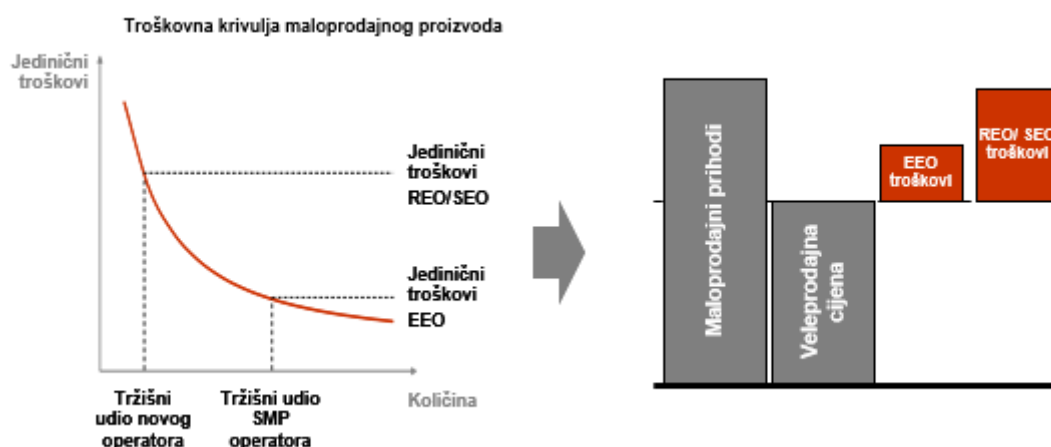 Troškovna krivulja maloprodajnog proizvoda
Jedinični
troškovi
Jedinični
troškovi
REO/SEO
Jedinični
troškovi
EEO
Tržišni
udio novog
operatora
Tržišni udio
SMP
operatora
Količina
Maloprodajni prihodi
Veleprodajna
cijena
EEO
troškovi
REO/ SEO
troškovi